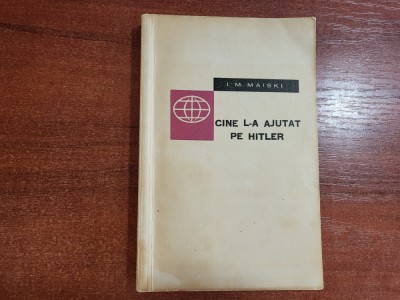 I. M. MAISKI
CINE L-A AJUTAT
PE HITLER